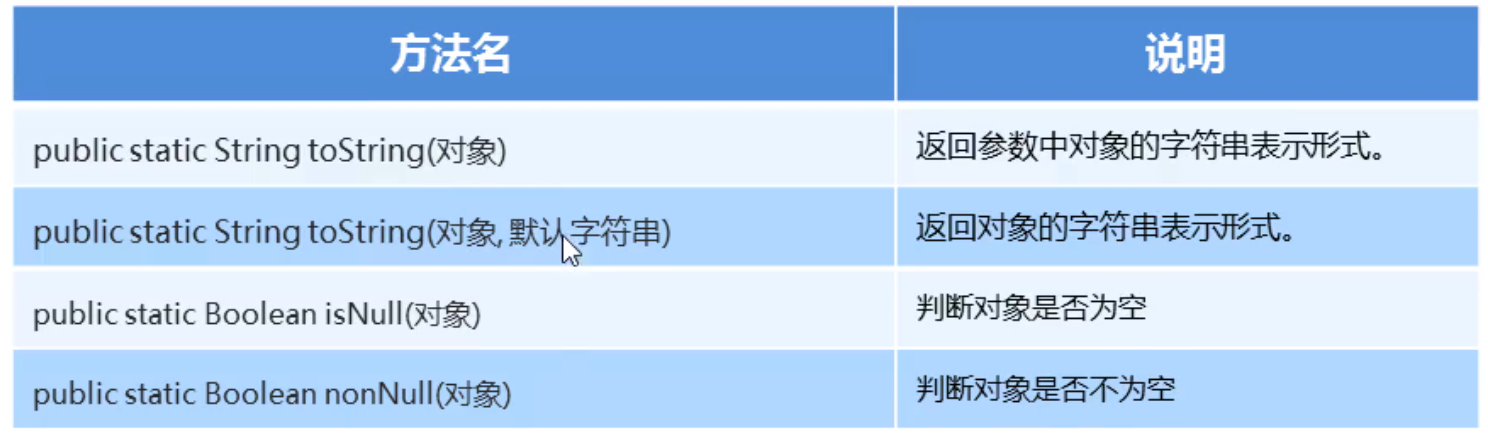 方法名 说明
public static String toString(对象) 返回参数中对象的字符串表示形式。
public static String toString(对象, 默认字符串) 返回对象的字符串表示形式。
public static Boolean isNull(对象) 判断对象是否为空
public static Boolean nonNull(对象) 判断对象是否不为空